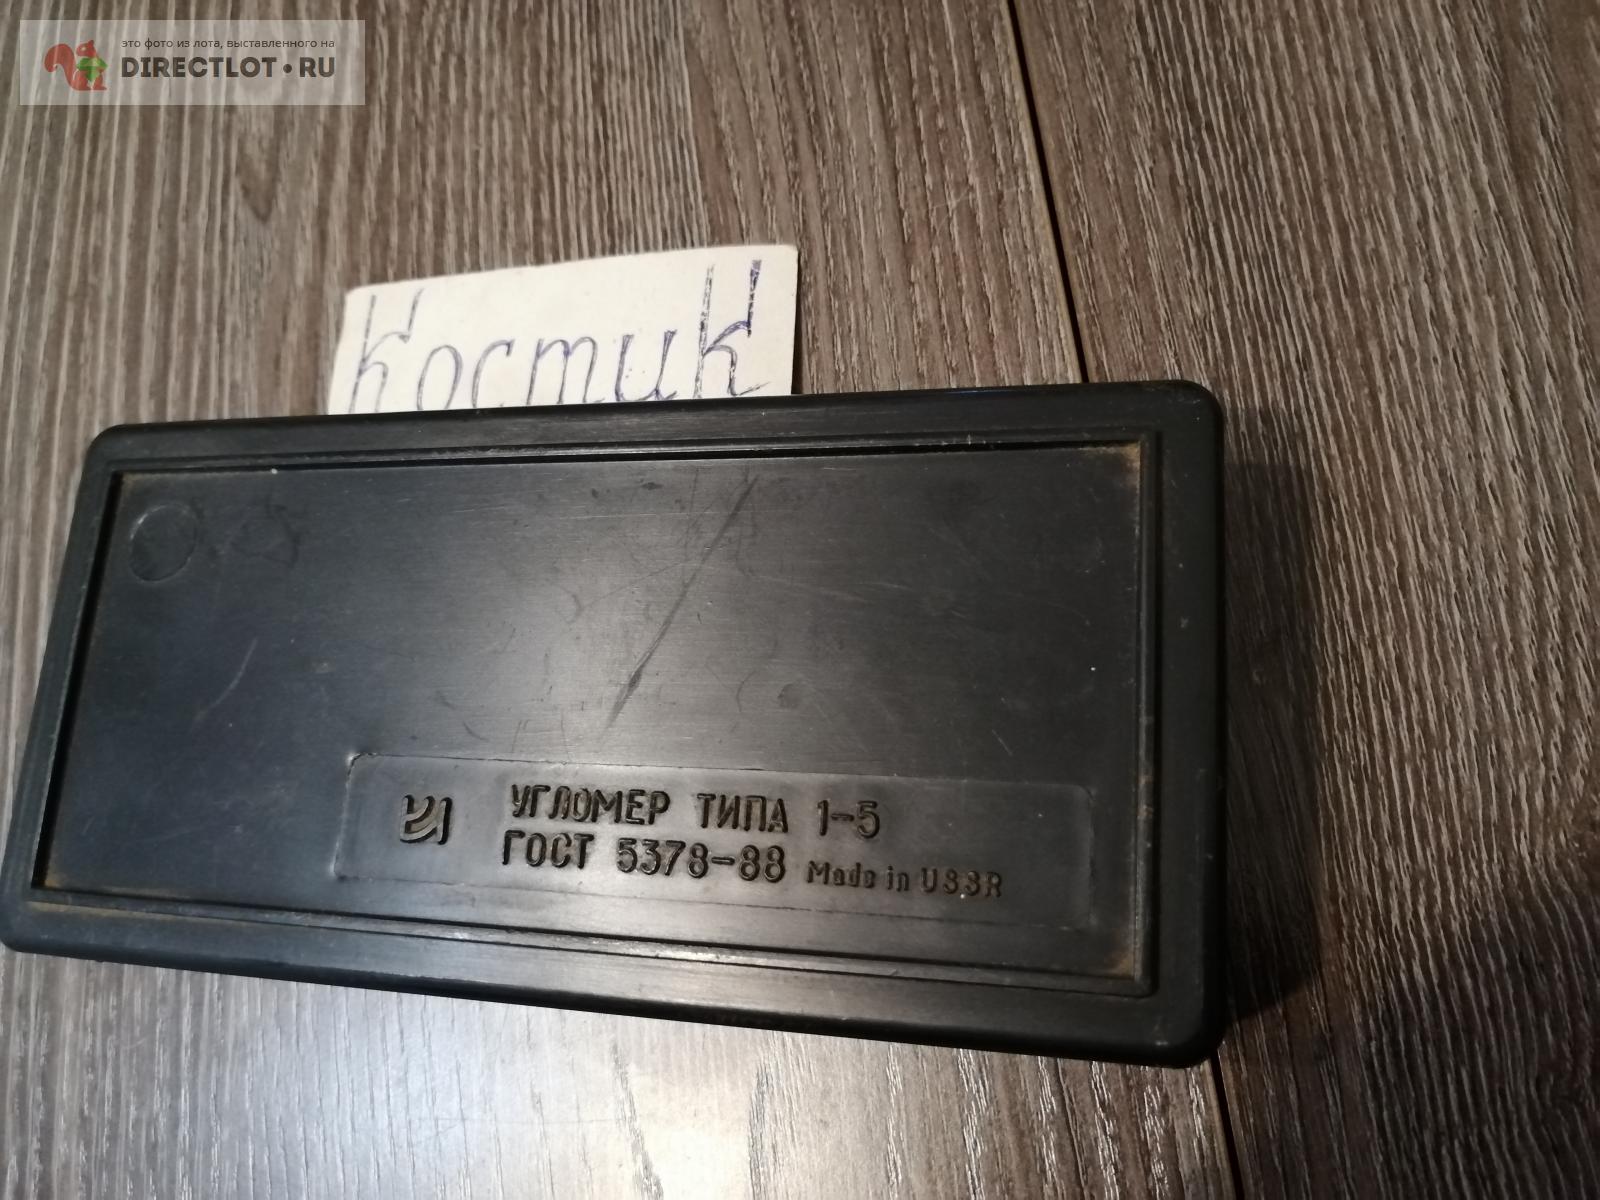 это фото из лота, выставленного на
DIRECTLOT•RU
Костик
УГЛОМЕР ТИПА 1-5
ГОСТ 5378-88 Made in USSR